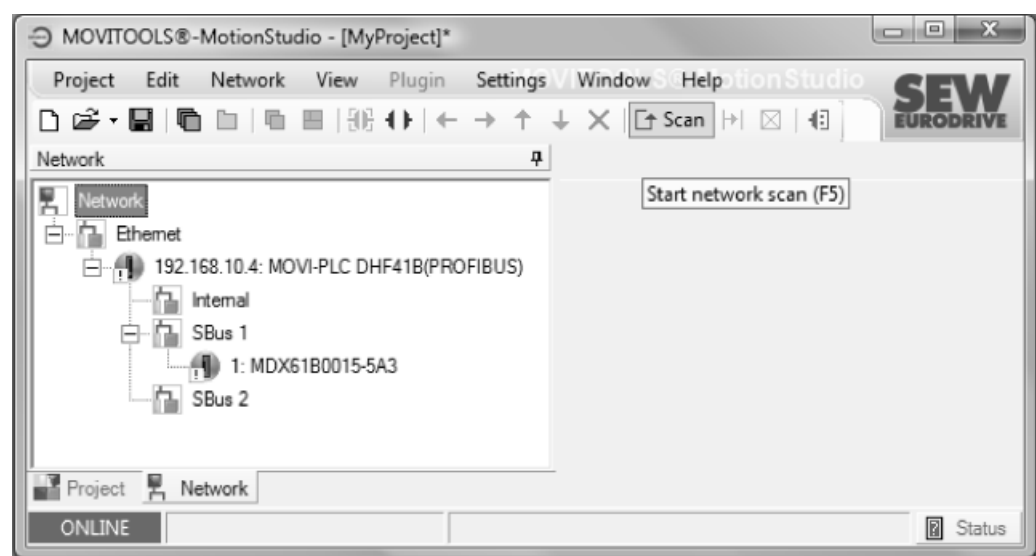 MOVITOOLS®-MotionStudio - [MyProject]*
Project Edit Network View Plugin Settings Window Help
SEW
EURODRIVE
Scan
Network
Start network scan (F5)
Network
Ethernet
192.168.10.4: MOVI-PLC DHF41B(PROFIBUS)
Internal
SBus 1
1: MDX61B0015-5A3
SBus 2
Project Network
ONLINE Status